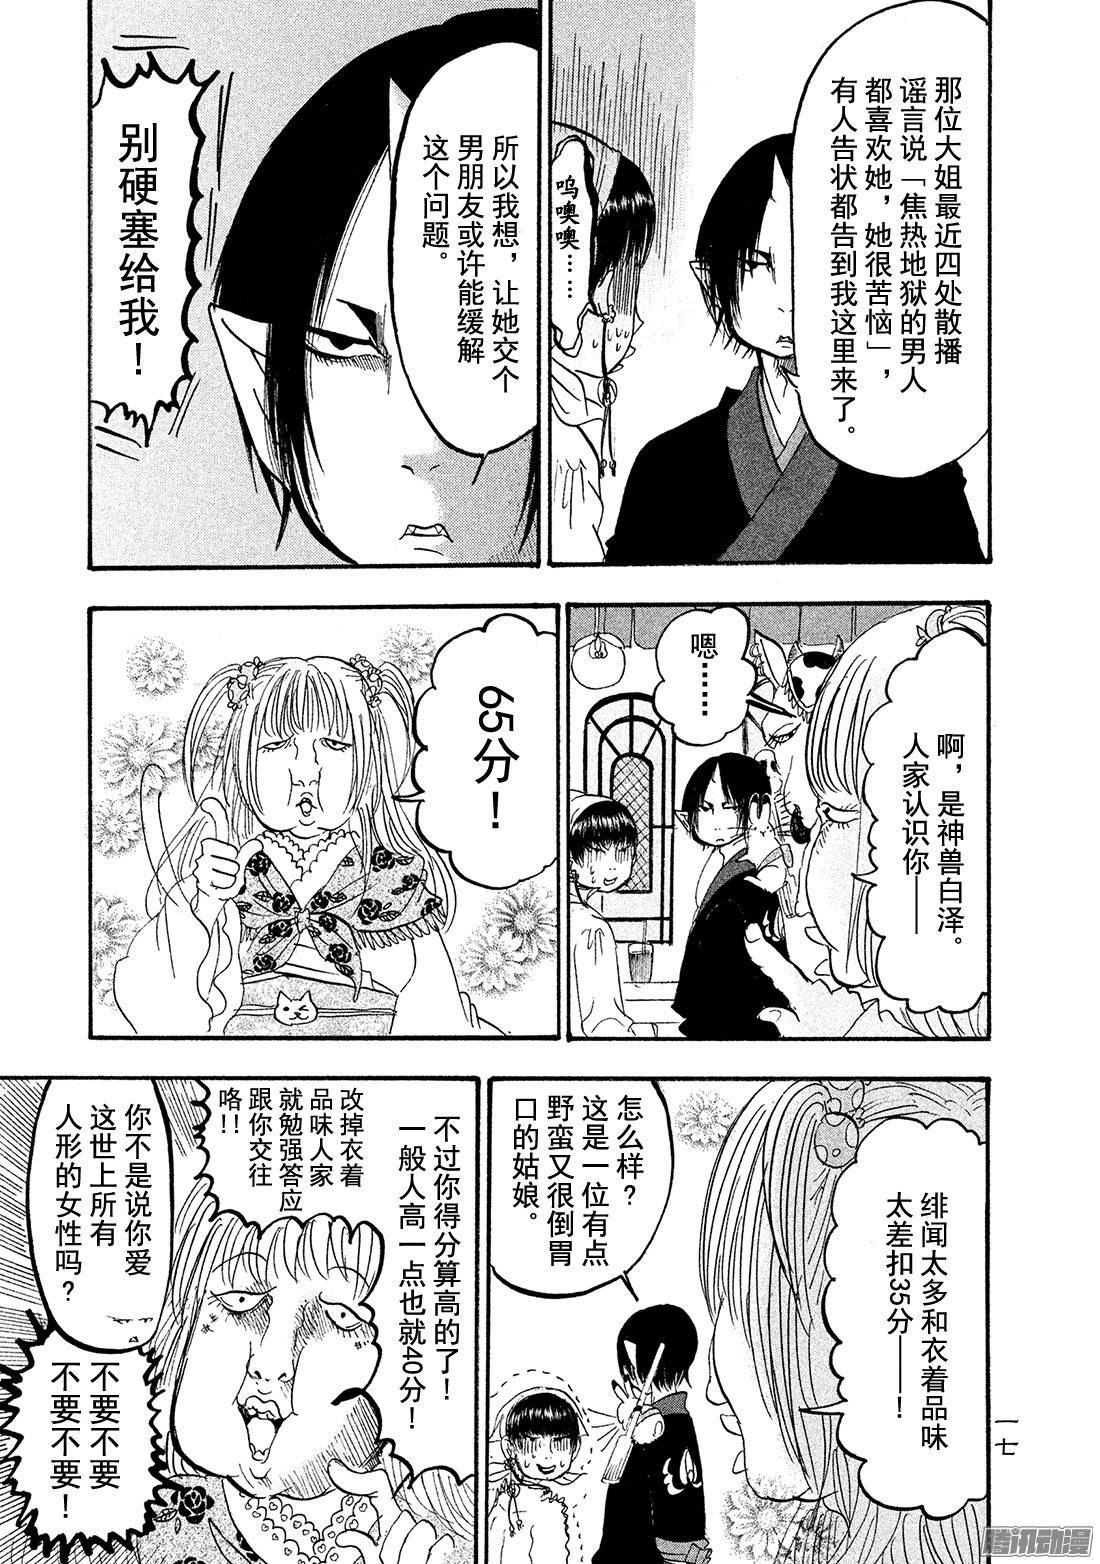 那位大姐最近四处散播
谣言说「焦热地狱的男人
都喜欢她，她很苦恼」，
有人告状都告到我这里来了。
呜噢噢…
所以我想，让她交个
男朋友或许能缓解
这个问题。
别硬塞给我！
啊，是神兽白泽。
人家认识你——
嗯……
65分！
绯闻太多和衣着品味
太差扣35分——！
怎么样？
这是一位有点
野蛮又很倒胃
口的姑娘。
不过你得分算高的了！
一般人高一点也就40分！
改掉衣着
品味人家
就勉强答应
跟你交往
咯!!
你不是说你爱
这世上所有
人形的女性吗？
不要不要
不要不要！
一七
腾讯动漫